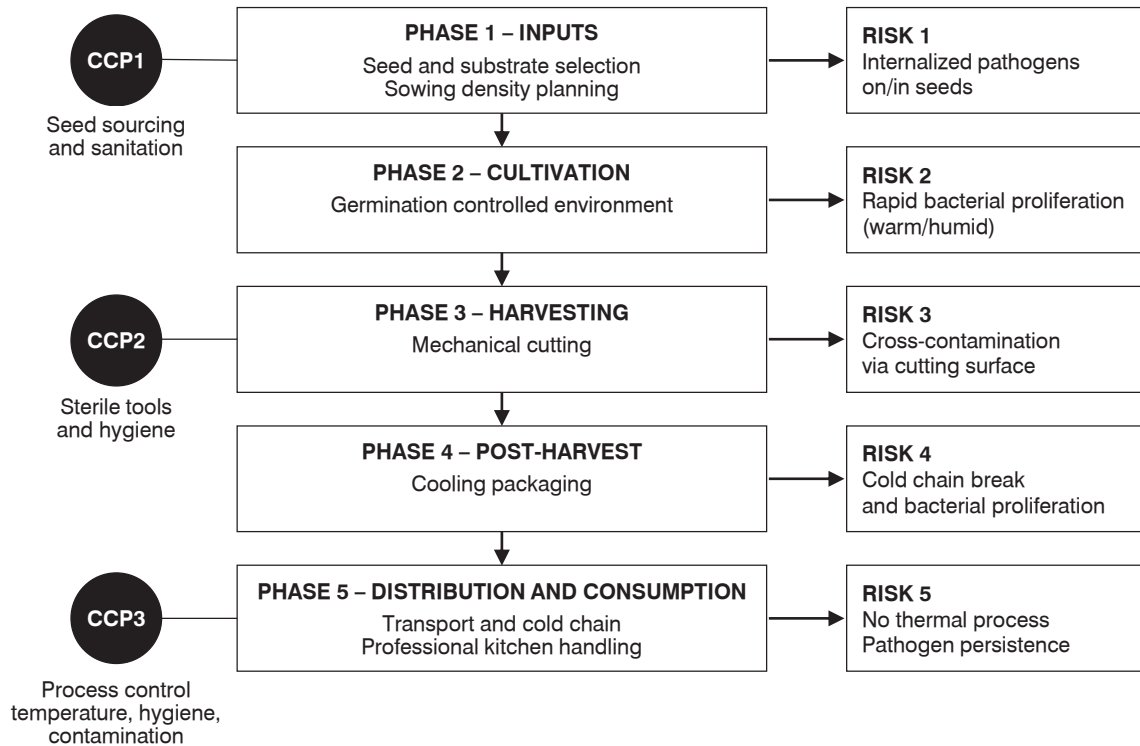 CCP1
Seed sourcing
and sanitation
PHASE 1 – INPUTS
Seed and substrate selection
Sowing density planning
RISK 1
Internalized pathogens
on/in seeds
PHASE 2 – CULTIVATION
Germination controlled environment
RISK 2
Rapid bacterial proliferation
(warm/humid)
CCP2
Sterile tools
and hygiene
PHASE 3 – HARVESTING
Mechanical cutting
RISK 3
Cross-contamination
via cutting surface
PHASE 4 – POST-HARVEST
Cooling packaging
RISK 4
Cold chain break
and bacterial proliferation
CCP3
Process control
temperature, hygiene,
contamination
PHASE 5 – DISTRIBUTION AND CONSUMPTION
Transport and cold chain
Professional kitchen handling
RISK 5
No thermal process
Pathogen persistence